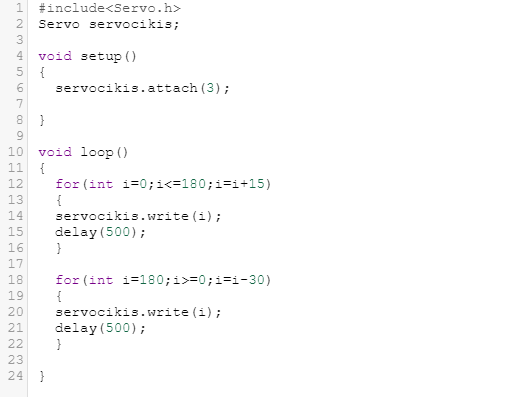 1 #include<Servo.h>
2 Servo servocikis;
3
4 void setup()
5 {
6 servocikis.attach(3);
7
8 }
9
10 void loop()
11 {
12 for(int i=0;i<=180;i=i+15)
13 {
14 servocikis.write(i);
15 delay(500);
16 }
17
18 for(int i=180;i>=0;i=i-30)
19 {
20 servocikis.write(i);
21 delay(500);
22 }
23
24 }